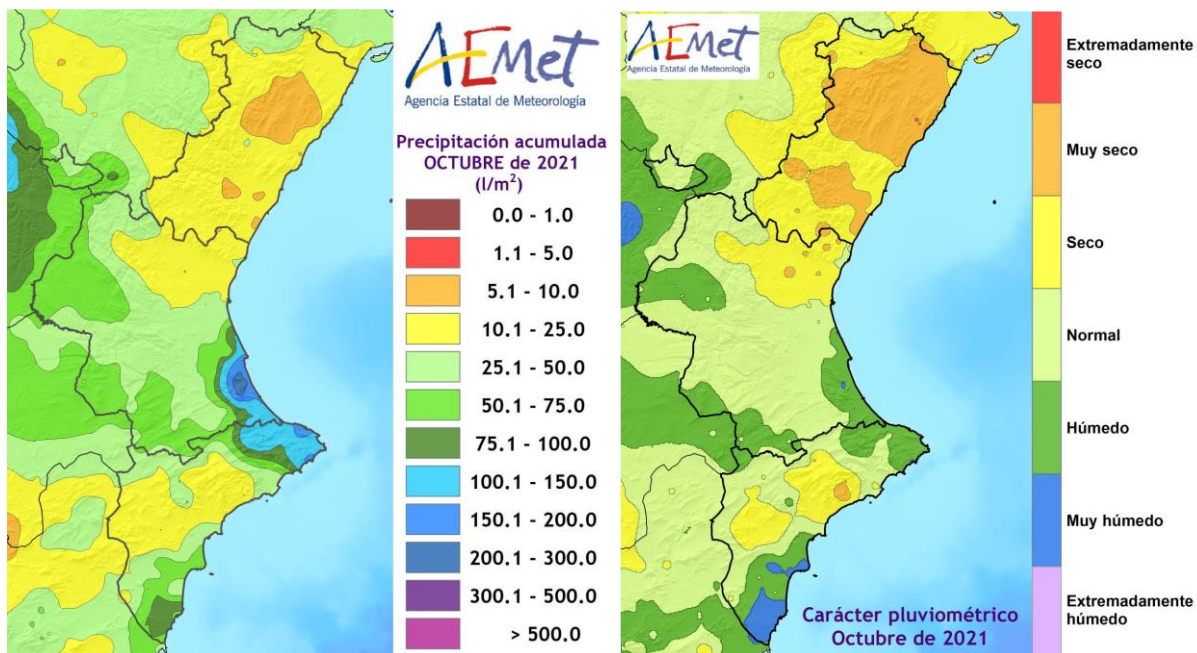 AEMet
Agencia Estatal de Meteorología
Precipitación acumulada
OCTUBRE de 2021
(l/m²)
0.0 - 1.0
1.1 - 5.0
5.1 - 10.0
10.1 - 25.0
25.1 - 50.0
50.1 - 75.0
75.1 - 100.0
100.1 - 150.0
150.1 - 200.0
200.1 - 300.0
300.1 - 500.0
> 500.0
AEMet
Agencia Estatal de Meteorología
Carácter pluviométrico
Octubre de 2021
Extremadamente
seco
Muy seco
Seco
Normal
Húmedo
Muy húmedo
Extremadamente
húmedo